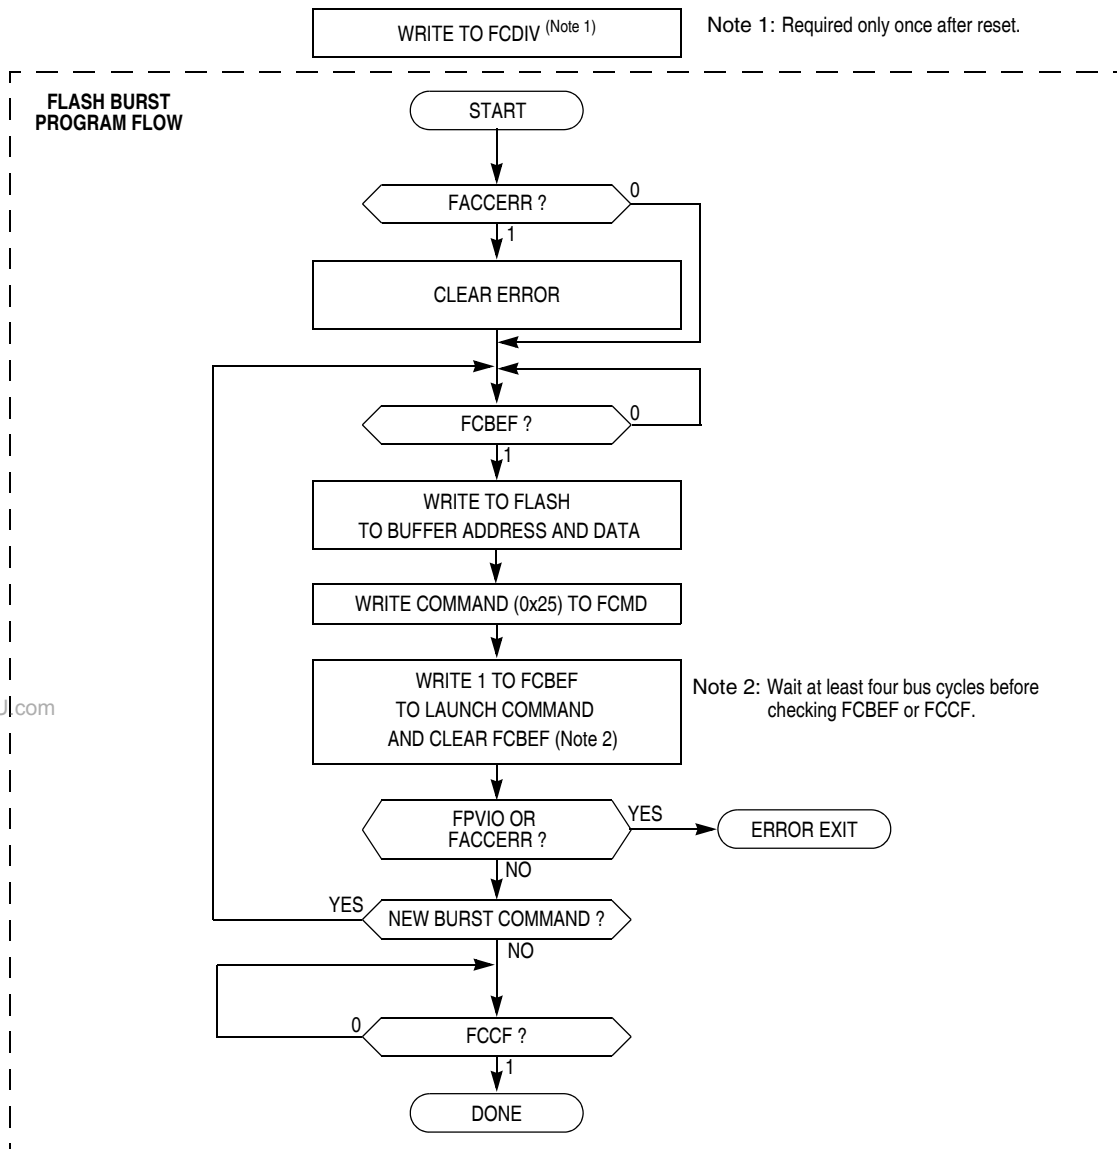 WRITE TO FCDIV (Note 1)
Note 1: Required only once after reset.
FLASH BURST
PROGRAM FLOW
START
FACCERR ?
0
1
CLEAR ERROR
FCBEF ?
0
1
WRITE TO FLASH
TO BUFFER ADDRESS AND DATA
WRITE COMMAND (0x25) TO FCMD
WRITE 1 TO FCBEF
TO LAUNCH COMMAND
AND CLEAR FCBEF (Note 2)
Note 2: Wait at least four bus cycles before
checking FCBEF or FCCF.
.com
FPVIO OR
FACCERR ?
YES
ERROR EXIT
NO
YES
NEW BURST COMMAND ?
NO
0
FCCF ?
1
DONE